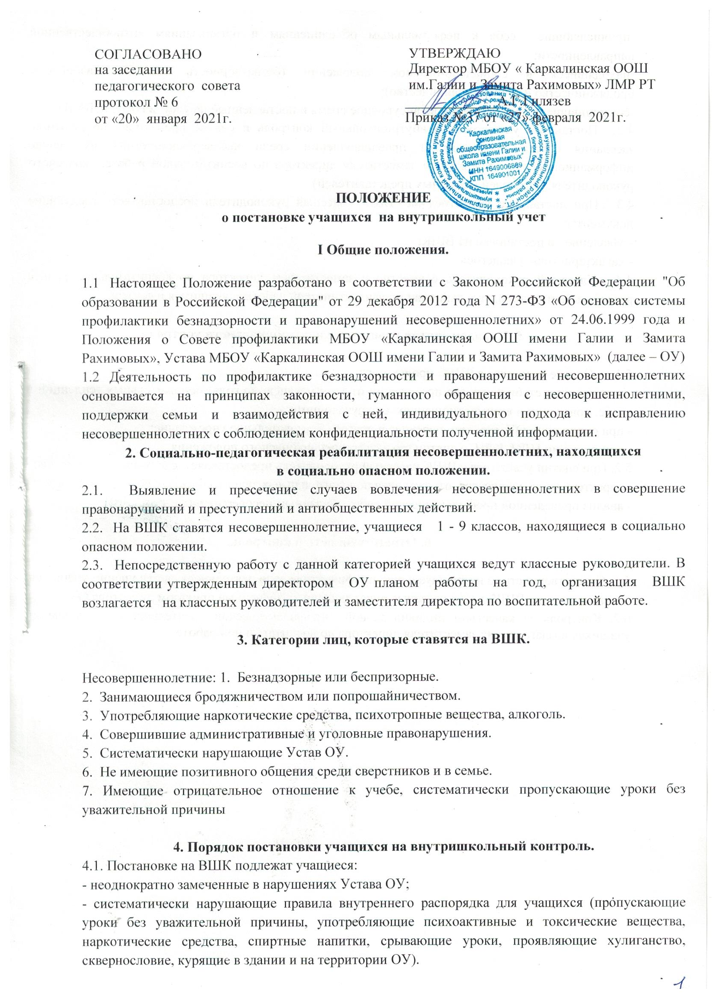 СОГЛАСОВАНО
на заседании
педагогического совета
протокол № 6
от «20» января 2021г.
УТВЕРЖДАЮ
Директор МБОУ « Каркалинская ООШ
им.Галии и Замита Рахимовых» ЛМР РТ
А.Г. Гилязев
Приказ №37 от «27» февраля 2021г.
"Каркалинская
основная
общеобразовательная
школа имени Галии и
Замита Рахимовых"
ИНН 1649006889
КПП 164901001
ПОЛОЖЕНИЕ
о постановке учащихся на внутришкольный учет
I Общие положения.
1.1 Настоящее Положение разработано в соответствии с Законом Российской Федерации "Об
образовании в Российской Федерации" от 29 декабря 2012 года N 273-ФЗ «Об основах системы
профилактики безнадзорности и правонарушений несовершеннолетних» от 24.06.1999 года и
Положения о Совете профилактики МБОУ «Каркалинская ООШ имени Галии и Замита
Рахимовых», Устава МБОУ «Каркалинская ООШ имени Галии и Замита Рахимовых» (далее – ОУ)
1.2 Деятельность по профилактике безнадзорности и правонарушений несовершеннолетних
основывается на принципах законности, гуманного обращения с несовершеннолетними,
поддержки семьи и взаимодействия с ней, индивидуального подхода к исправлению
несовершеннолетних с соблюдением конфиденциальности полученной информации.
2. Социально-педагогическая реабилитация несовершеннолетних, находящихся
в социально опасном положении.
2.1. Выявление и пресечение случаев вовлечения несовершеннолетних в совершение
правонарушений и преступлений и антиобщественных действий.
2.2. На ВШК ставятся несовершеннолетние, учащиеся 1 - 9 классов, находящиеся в социально
опасном положении.
2.3. Непосредственную работу с данной категорией учащихся ведут классные руководители. В
соответствии утвержденным директором ОУ планом работы на год, организация ВШК
возлагается на классных руководителей и заместителя директора по воспитательной работе.
3. Категории лиц, которые ставятся на ВШК.
Несовершеннолетние: 1. Безнадзорные или беспризорные.
2. Занимающиеся бродяжничеством или попрошайничеством.
3. Употребляющие наркотические средства, психотропные вещества, алкоголь.
4. Совершившие административные и уголовные правонарушения.
5. Систематически нарушающие Устав ОУ.
6. Не имеющие позитивного общения среди сверстников и в семье.
7. Имеющие отрицательное отношение к учебе, систематически пропускающие уроки без
уважительной причины
4. Порядок постановки учащихся на внутришкольный контроль.
4.1. Постановке на ВШК подлежат учащиеся:
- неоднократно замеченные в нарушениях Устава ОУ;
- систематически нарушающие правила внутреннего распорядка для учащихся (пропускающие
уроки без уважительной причины, употребляющие психоактивные и токсические вещества,
наркотические средства, спиртные напитки, срывающие уроки, проявляющие хулиганство,
сквернословие, курящие в здании и на территории ОУ).
1